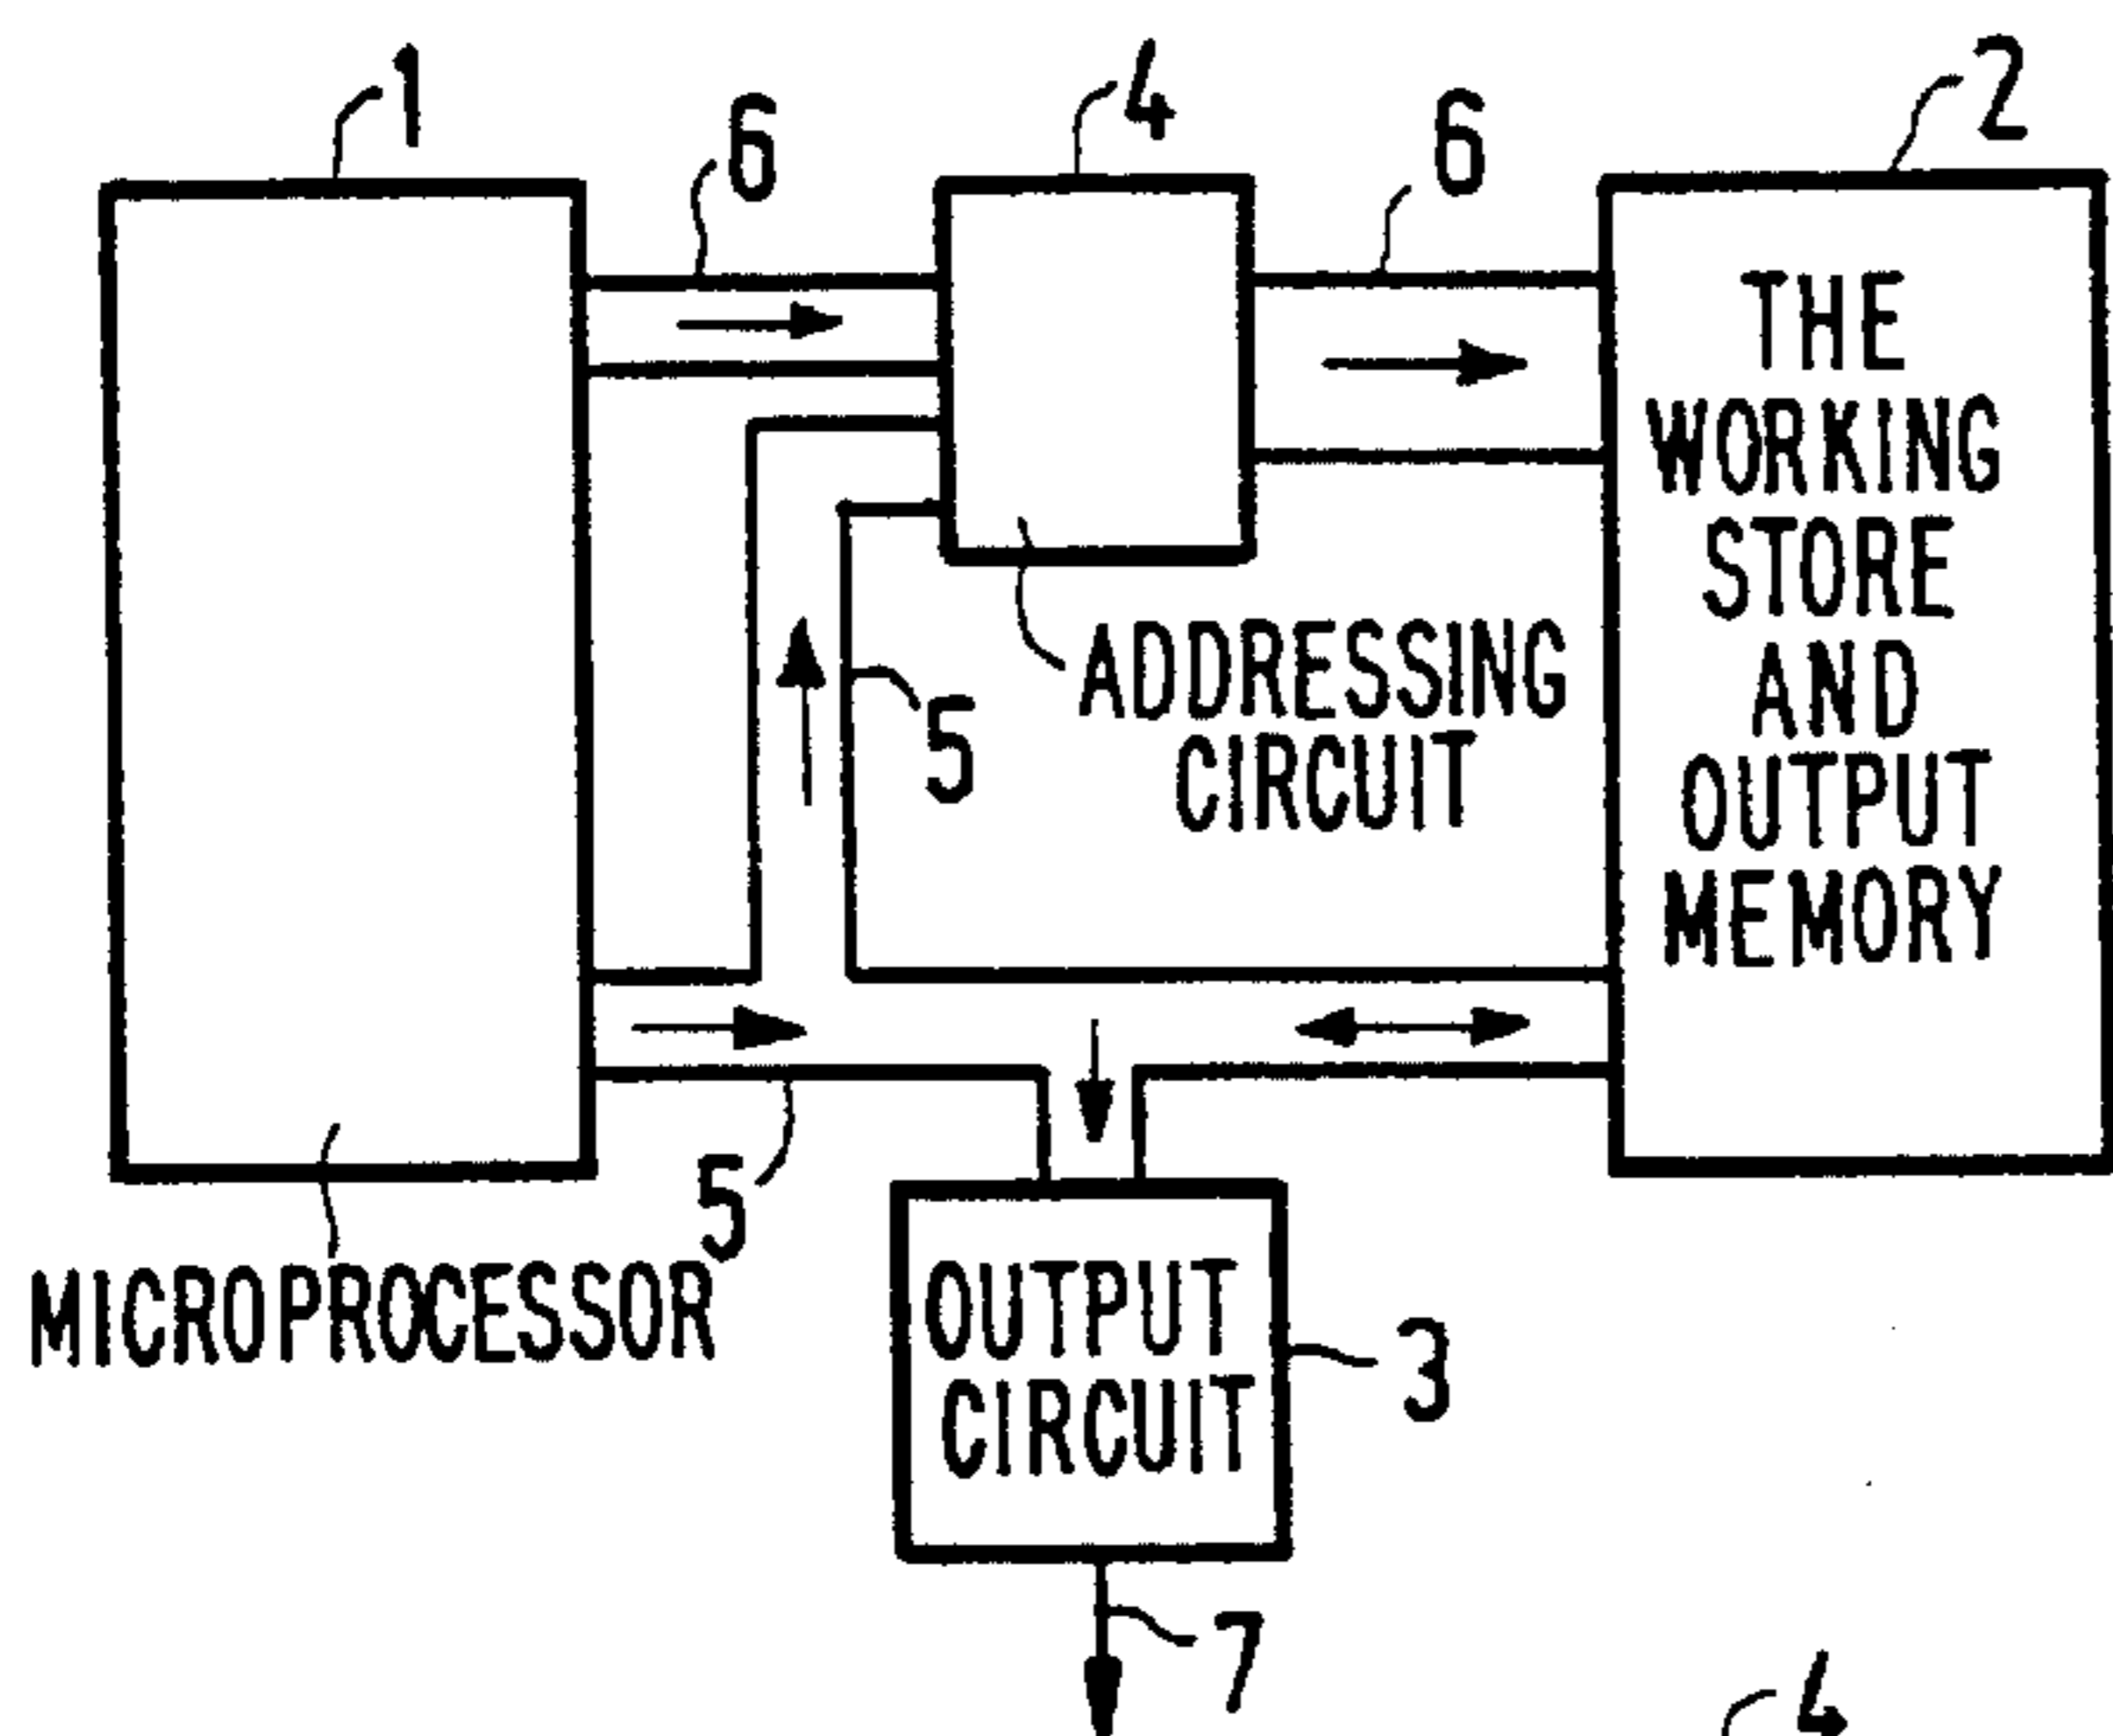 1
6
4
6
2
THE
WORKING
STORE
AND
OUTPUT
MEMORY
ADDRESSING
CIRCUIT
5
5
MICROPROCESSOR
OUTPUT
CIRCUIT
3
7
4